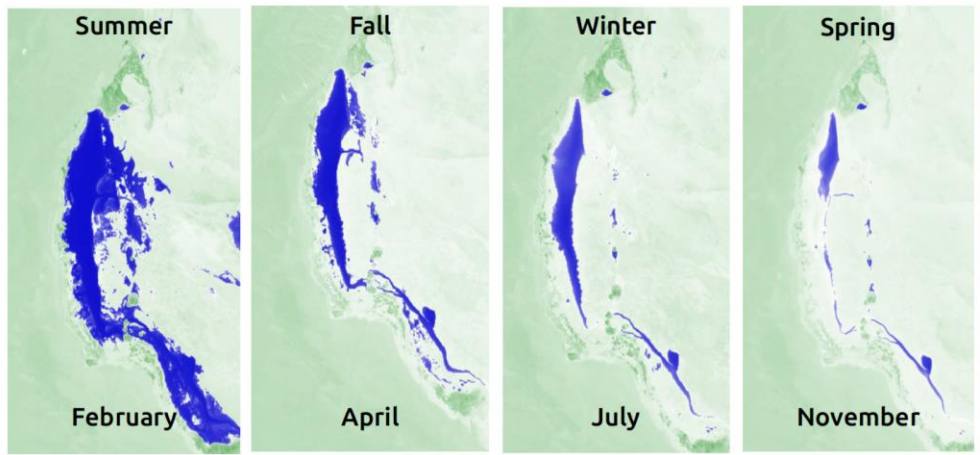 Summer
Fall
Winter
Spring
February
April
July
November